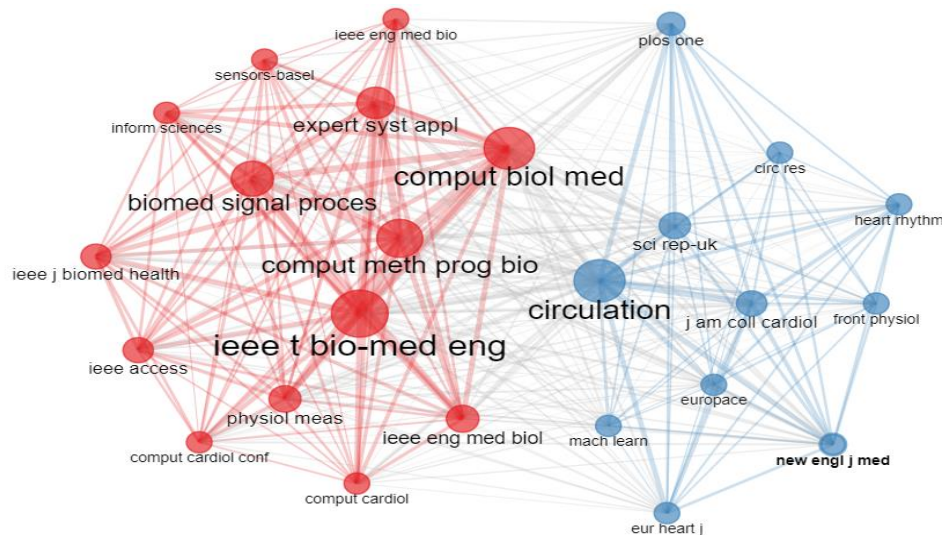 ieee eng med bio
plos one
sensors-basel
expert syst appl
inform sciences
comput biol med
circ res
biomed signal proces
heart rhythm
sci rep-uk
comput meth prog bio
ieee j biomed health
circulation
j am coll cardiol
front physiol
ieee t bio-med eng
ieee access
europace
physiol meas
ieee eng med biol
mach learn
comput cardiol conf
new engl j med
comput cardiol
eur heart j